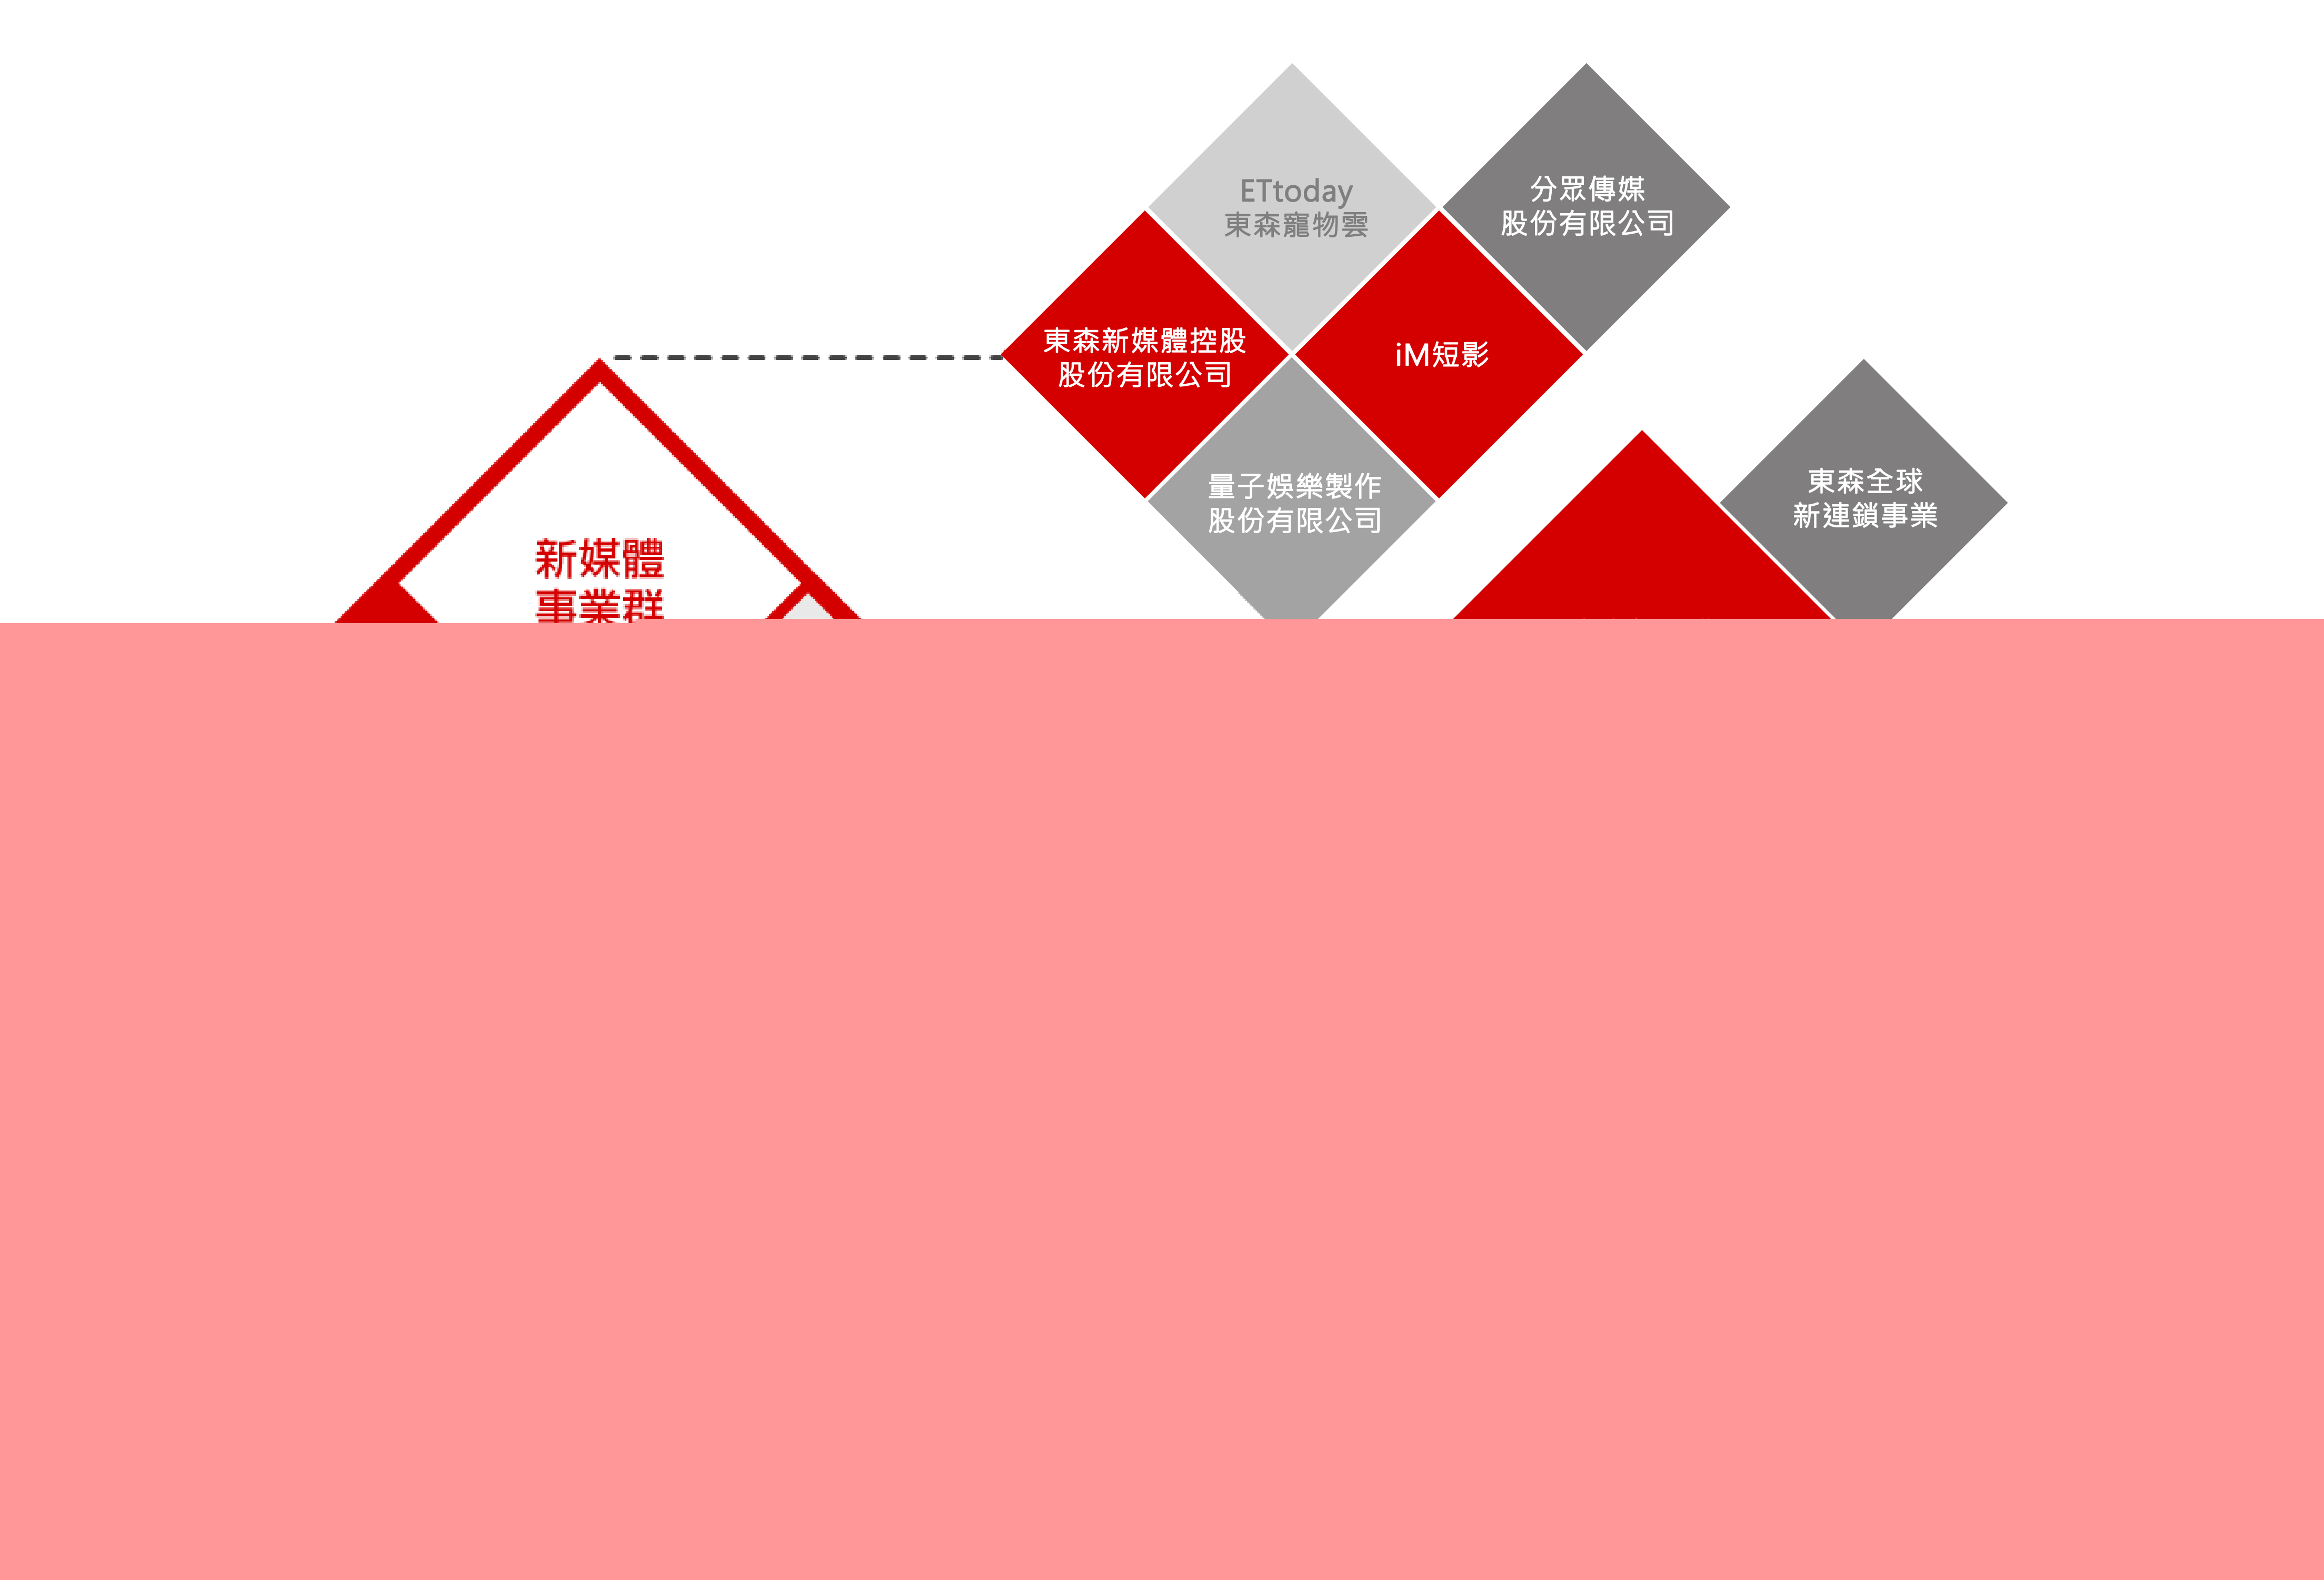 ETtoday
東森寵物雲
分眾傳媒
股份有限公司
東森新媒體控股
股份有限公司
iM短影
量子娛樂製作
股份有限公司
東森全球
新連鎖事業
新媒體
事業群